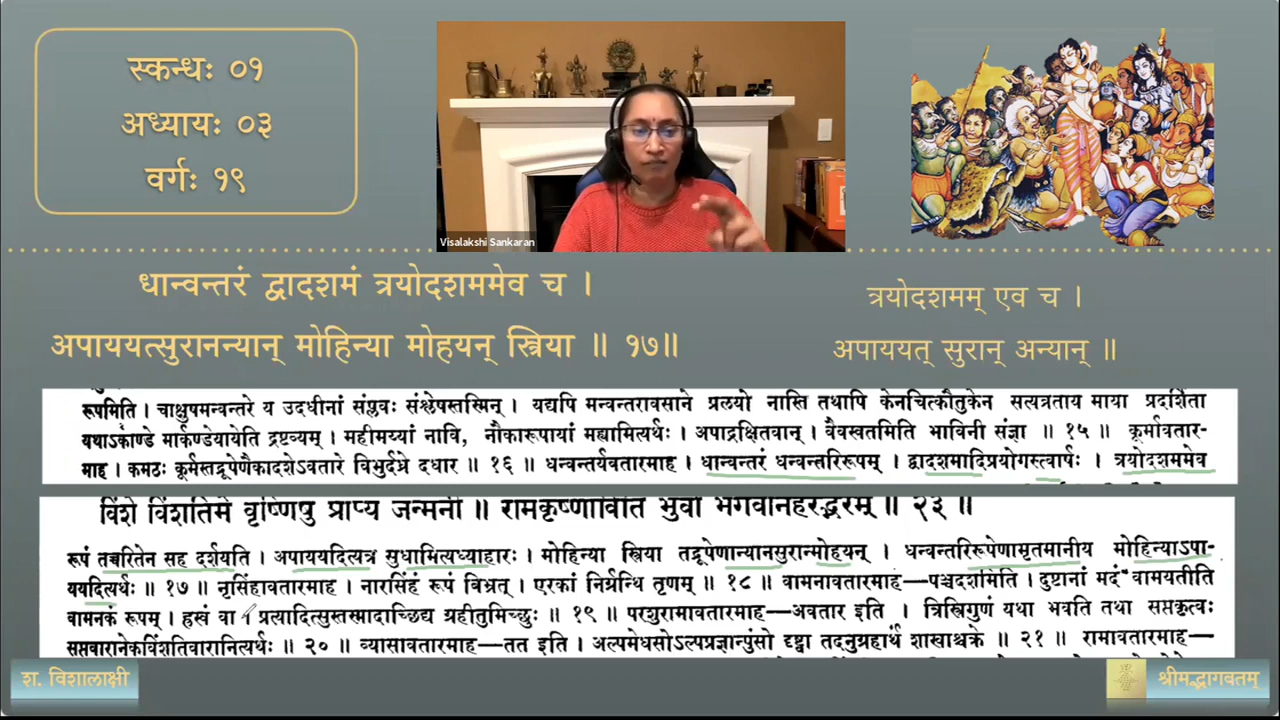 स्कन्धः ०१
अध्यायः ०३
वर्गः १९
Visalakshi Sankaran
धान्वन्तरं द्वादशमं त्रयोदशममेव च ।
अपाययत्सुरानन्यान् मोहिन्या मोहयन् स्त्रिया ॥ १७॥
त्रयोदशमम् एव च ।
अपाययत् सुरान् अन्यान् ॥
रूपमिति । चाक्षुषमन्वन्तरे य उदधीनां संप्लवः संश्लेषस्तस्मिन् । यद्यपि मन्वन्तरावसाने प्रलयो नास्ति तथापि केनचित्कौतुकेन सत्यव्रताय माया प्रदर्शिता
यथाऽकाण्डे मार्कण्डेयायेति द्रष्टव्यम् । महीमय्यां नावि, नौकारूपायां मह्यामित्यर्थः । अपाद्रक्षितवान् । वैवस्वतमिति भाविनी संज्ञा ॥ १५ ॥ कूर्मावतार-
माह । कमठः कूर्मस्तद्रूपेणैकादशेऽवतारे विभुर्दध्रे दधार ॥ १६ ॥ धन्वन्तर्यवतारमाह । धान्वन्तरं धन्वन्तरिरूपम् । द्वादशमादिप्रयोगस्त्वार्षः । त्रयोदशममेव
विंशे विंशतिमे वृष्णिषु प्राप्य जन्मनी ॥ रामकृष्णाविति भुवो भगवानहरद्भरम् ॥ २३ ॥
रूपं तच्चरितेन सह दर्शयति । अपाययदित्यत्र सुधामित्यध्याहारः । मोहिन्या स्त्रिया तद्रूपेणान्यानसुरान्मोहयन् । धन्वन्तरिरूपेणामृतमानीय मोहिन्याऽपा-
ययदित्यर्थः ॥ १७ ॥ नृसिंहावतारमाह । नारसिंहं रूपं बिभ्रत् । एरकां निर्ग्रन्थि तृणम् ॥ १८ ॥ वामनावतारमाह—पञ्चदशमिति । दुष्टानां मदं वामयतीति
वामनकं रूपम् । ह्रस्वं वा । प्रत्यादित्सुस्तस्मादाच्छिद्य ग्रहीतुमिच्छुः ॥ १९ ॥ परशुरामावतारमाह—अवतार इति । त्रिस्त्रिगुणं यथा भवति तथा सप्तकृत्वः
सप्तवारानेकविंशतिवारानित्यर्थः ॥ २० ॥ व्यासावतारमाह—तत इति । अल्पमेधसोऽल्पप्रज्ञान्पुंसो दृष्ट्वा तदनुग्रहार्थं शाखाश्चक्रे ॥ २१ ॥ रामावतारमाह—
श. विशालाक्षी
श्रीमद्भागवतम्